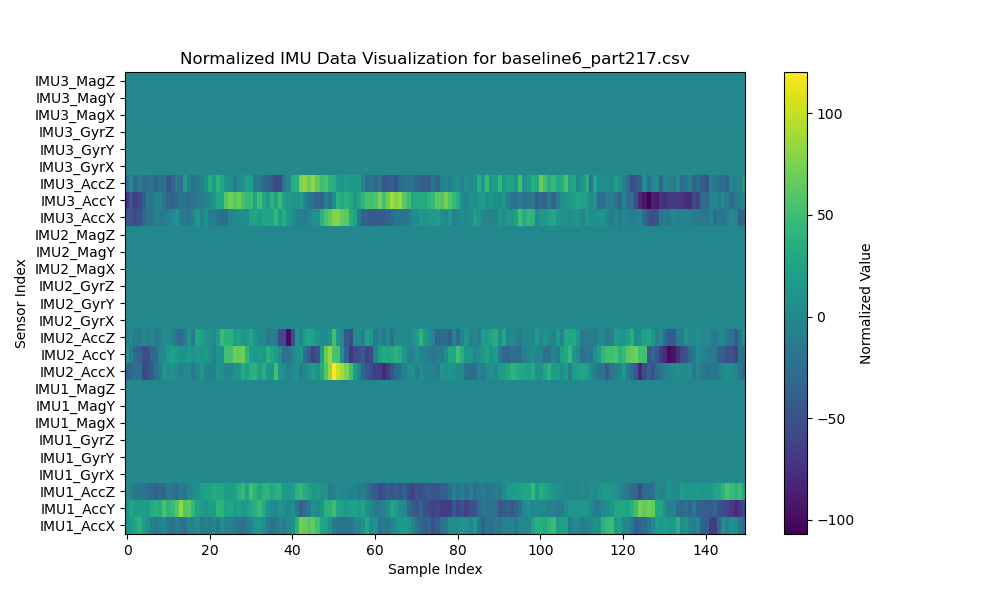 Normalized IMU Data Visualization for baseline6_part217.csv
IMU3_MagZ
IMU3_MagY
IMU3_MagX
IMU3_GyrZ
IMU3_GyrY
IMU3_GyrX
IMU3_AccZ
IMU3_AccY
IMU3_AccX
IMU2_MagZ
IMU2_MagY
IMU2_MagX
IMU2_GyrZ
IMU2_GyrY
IMU2_GyrX
IMU2_AccZ
IMU2_AccY
IMU2_AccX
IMU1_MagZ
IMU1_MagY
IMU1_MagX
IMU1_GyrZ
IMU1_GyrY
IMU1_GyrX
IMU1_AccZ
IMU1_AccY
IMU1_AccX
Sensor Index
0 20 40 60 80 100 120 140
Sample Index
100
50
0
−50
−100
Normalized Value